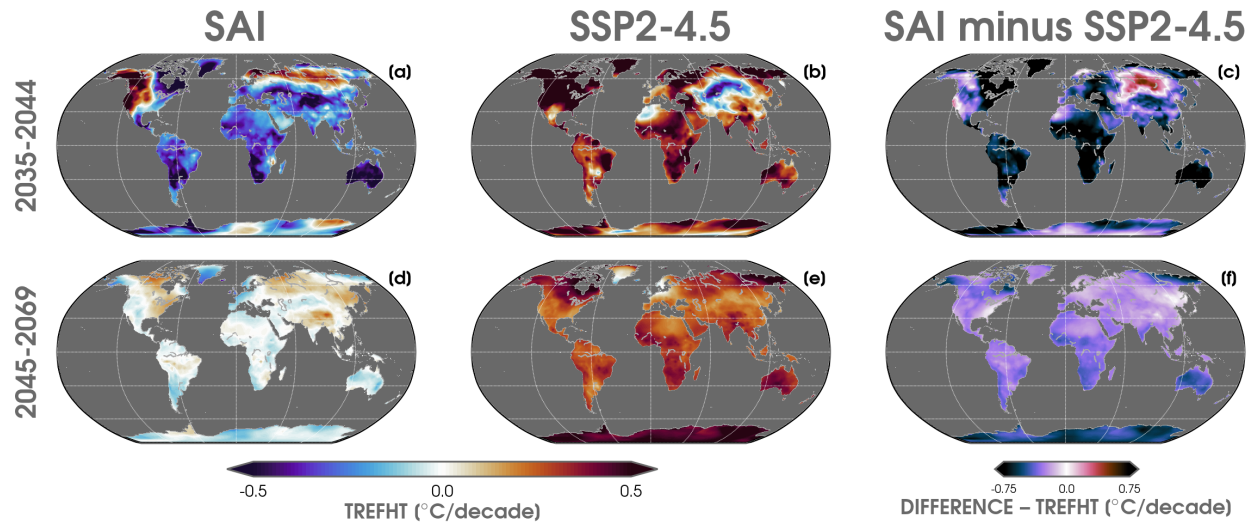 SAI SSP2-4.5 SAI minus SSP2-4.5
2035-2044
(a) (b) (c)
2045-2069
(d) (e) (f)
-0.5 0.0 0.5
TREFHT (°C/decade)
-0.75 0.0 0.75
DIFFERENCE – TREFHT (°C/decade)